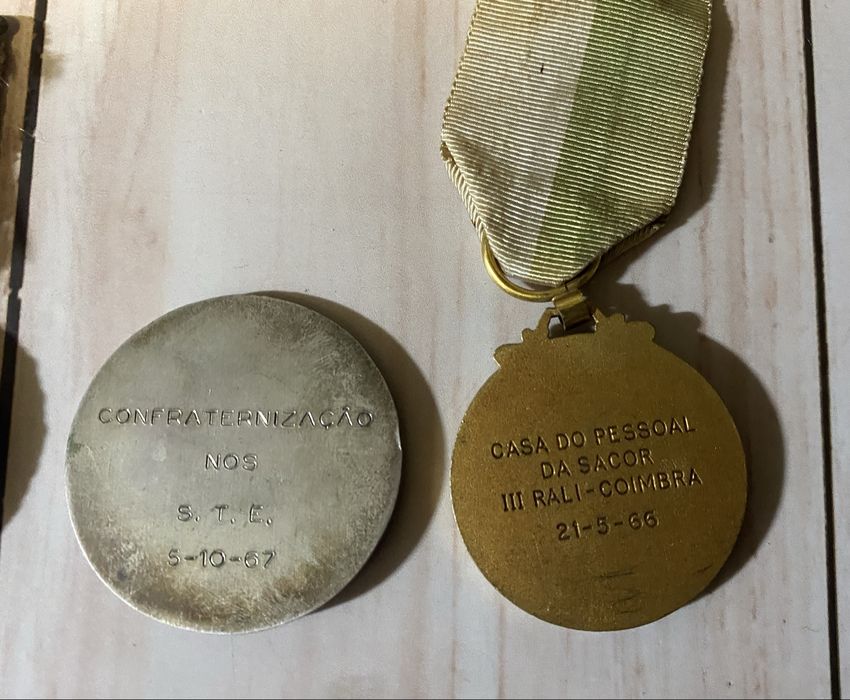 CONFRATERNIZAÇÃO
NOS
S. T. E.
5-10-67
CASA DO PESSOAL
DA SACOR
III RALI-COIMBRA
21-5-66